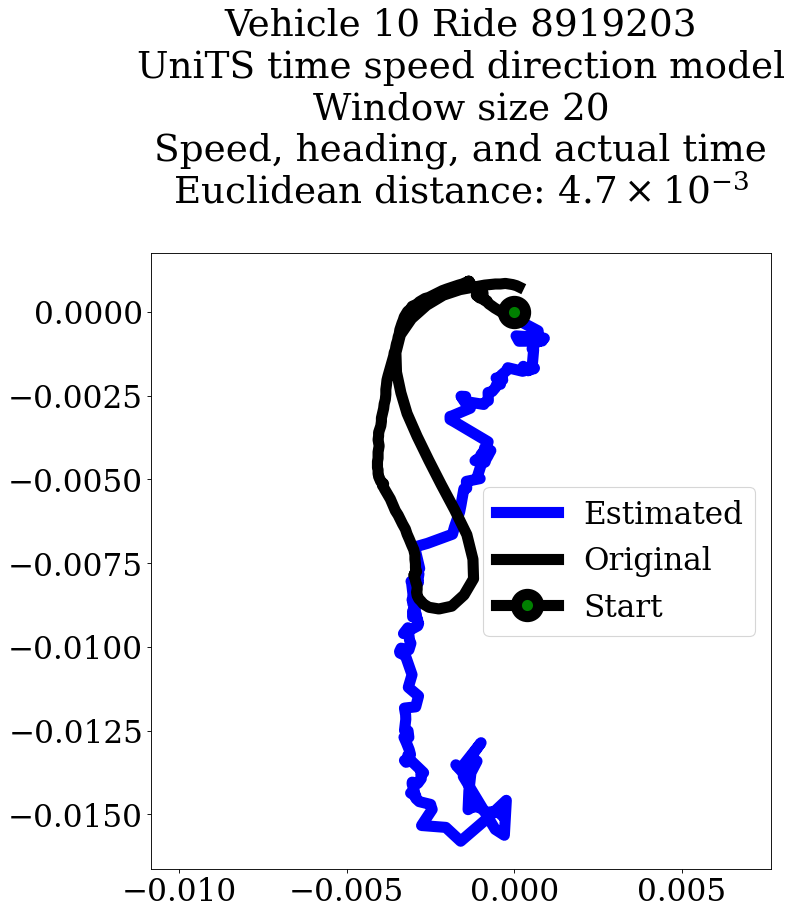 Vehicle 10 Ride 8919203
UniTS time speed direction model
Window size 20
Speed, heading, and actual time
Euclidean distance: 4.7 × 10⁻³
0.0000
−0.0025
−0.0050
−0.0075
−0.0100
−0.0125
−0.0150
Estimated
Original
Start
−0.010 −0.005 0.000 0.005